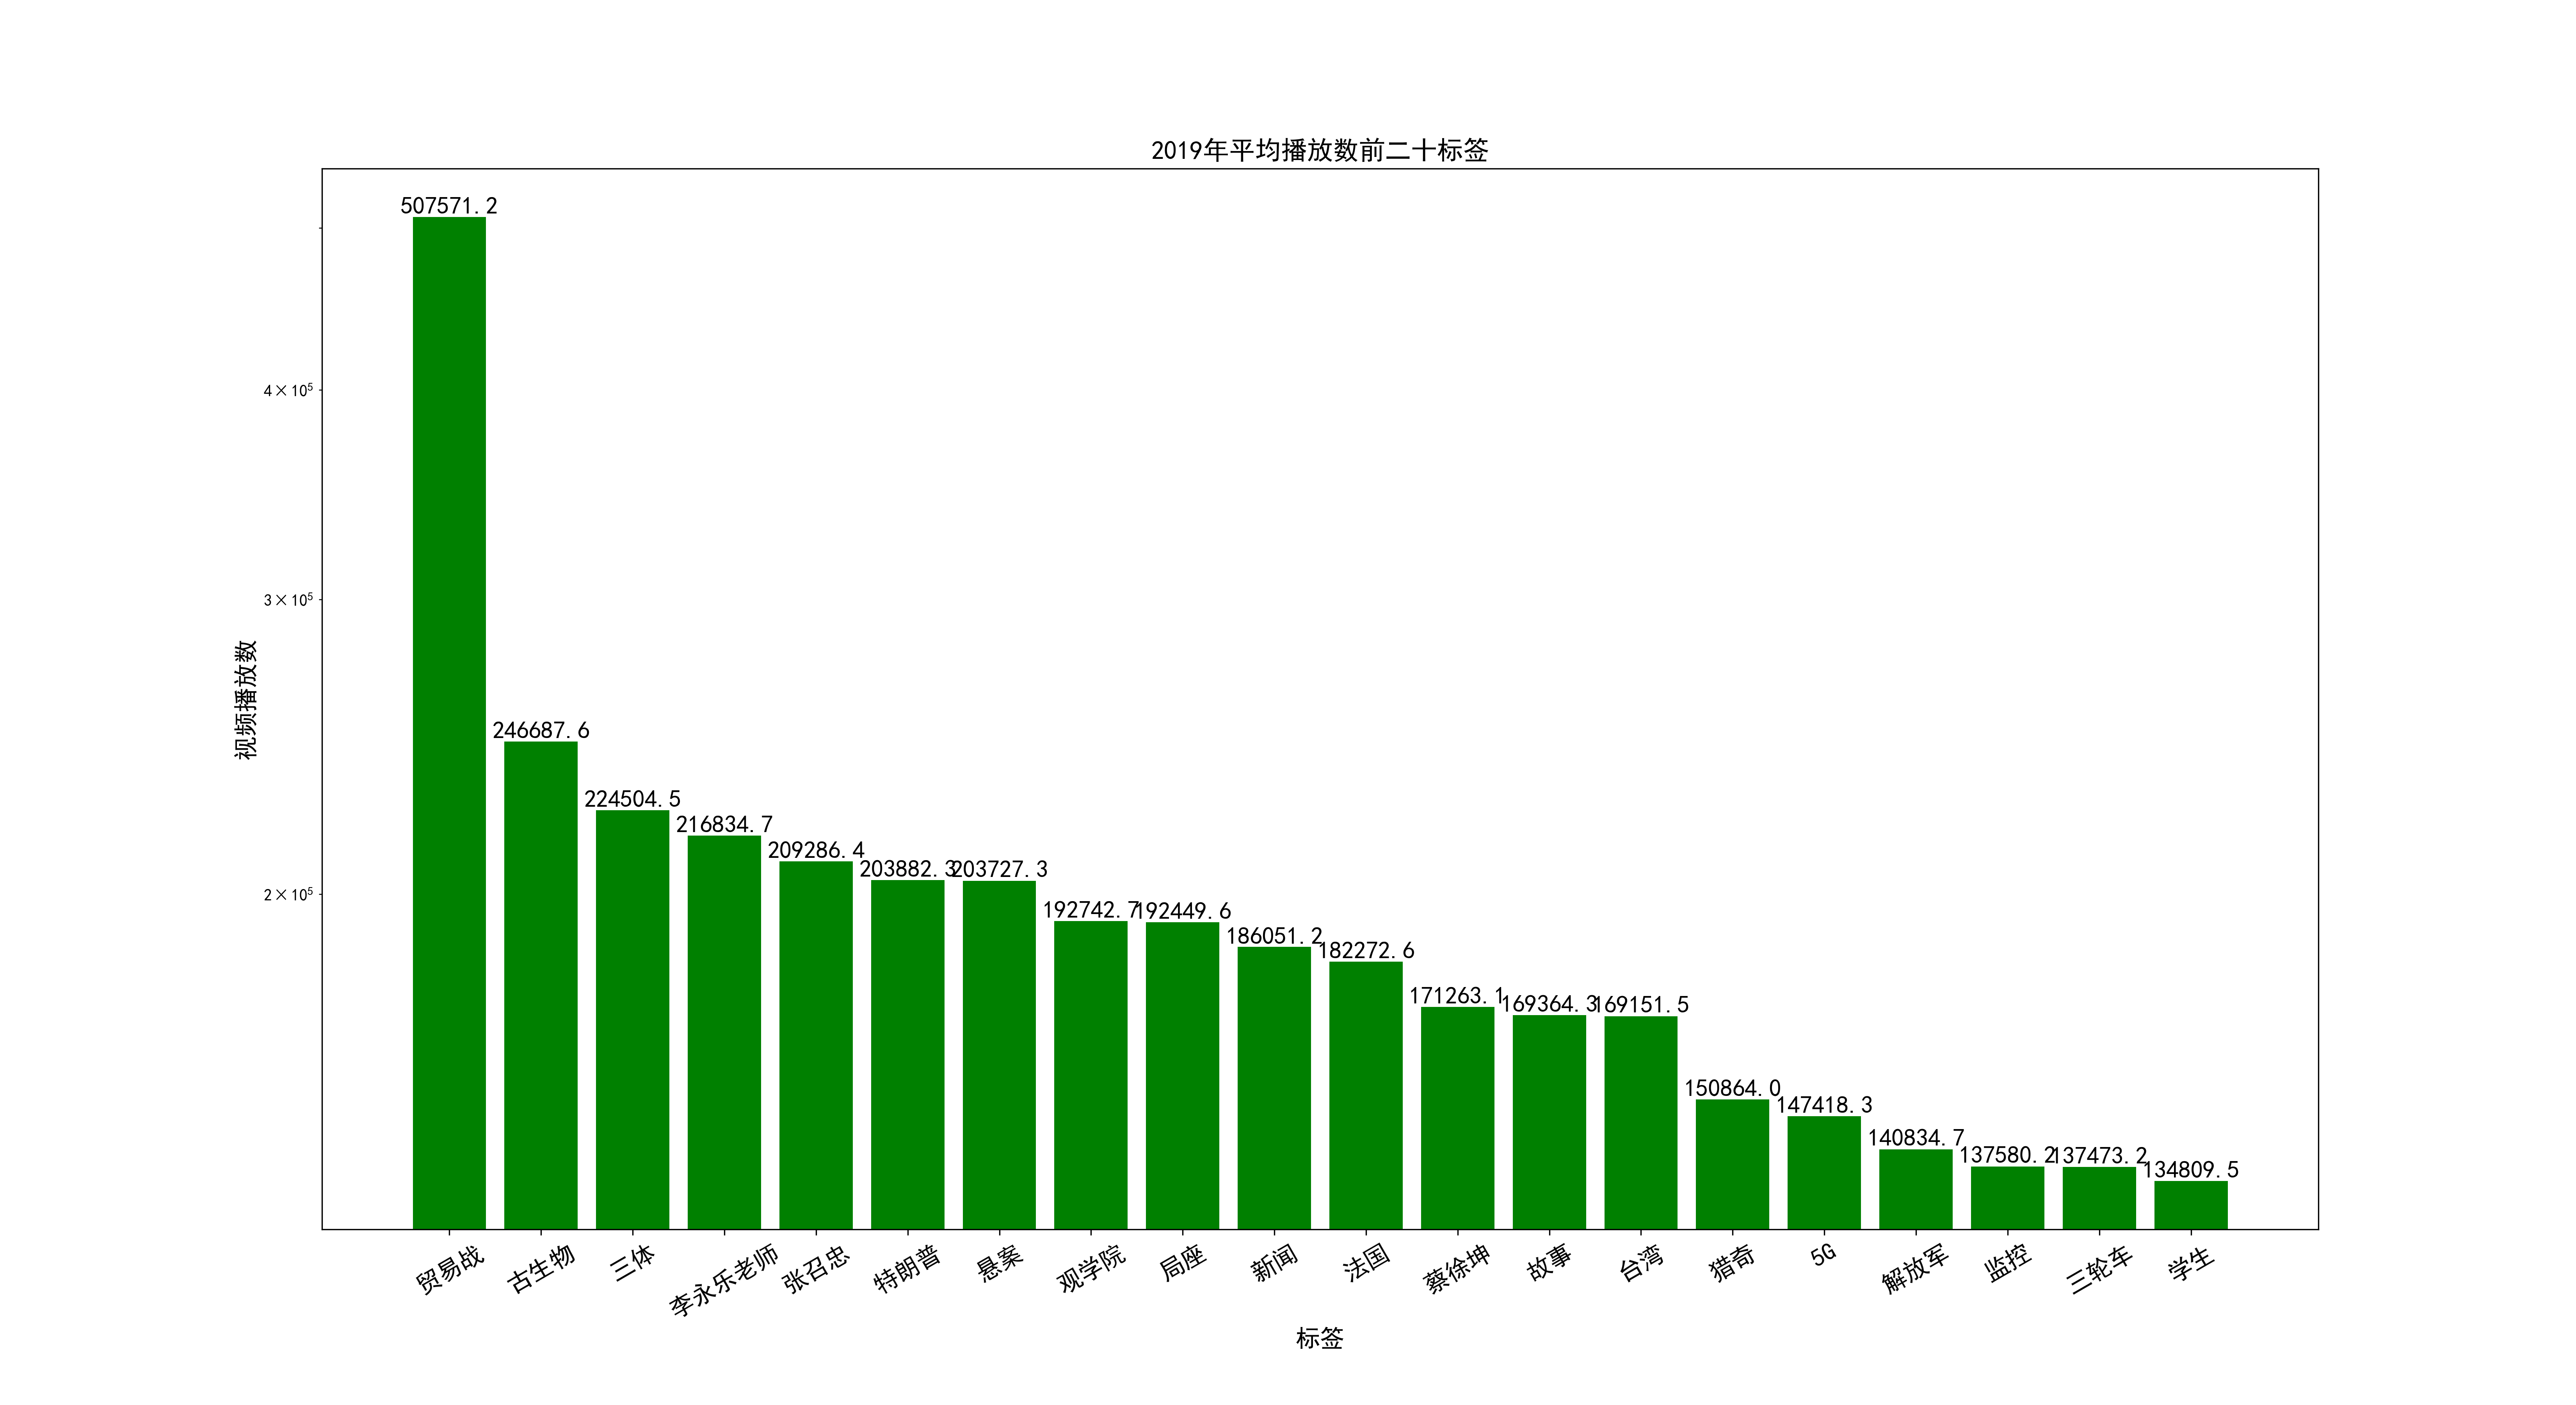 2019年平均播放数前二十标签
507571.2
246687.6
224504.5
216834.7
209286.4
203882.3
203727.3
192742.7
192449.6
186051.2
182272.6
171263.1
169364.3
169151.5
150864.0
147418.3
140834.7
137580.2
137473.2
134809.5
4×10⁵
3×10⁵
2×10⁵
视频播放数
贸易战
古生物
三体
李永乐老师
张召忠
特朗普
悬案
观学院
局座
新闻
法国
蔡徐坤
故事
台湾
猎奇
5G
解放军
监控
三轮车
学生
标签